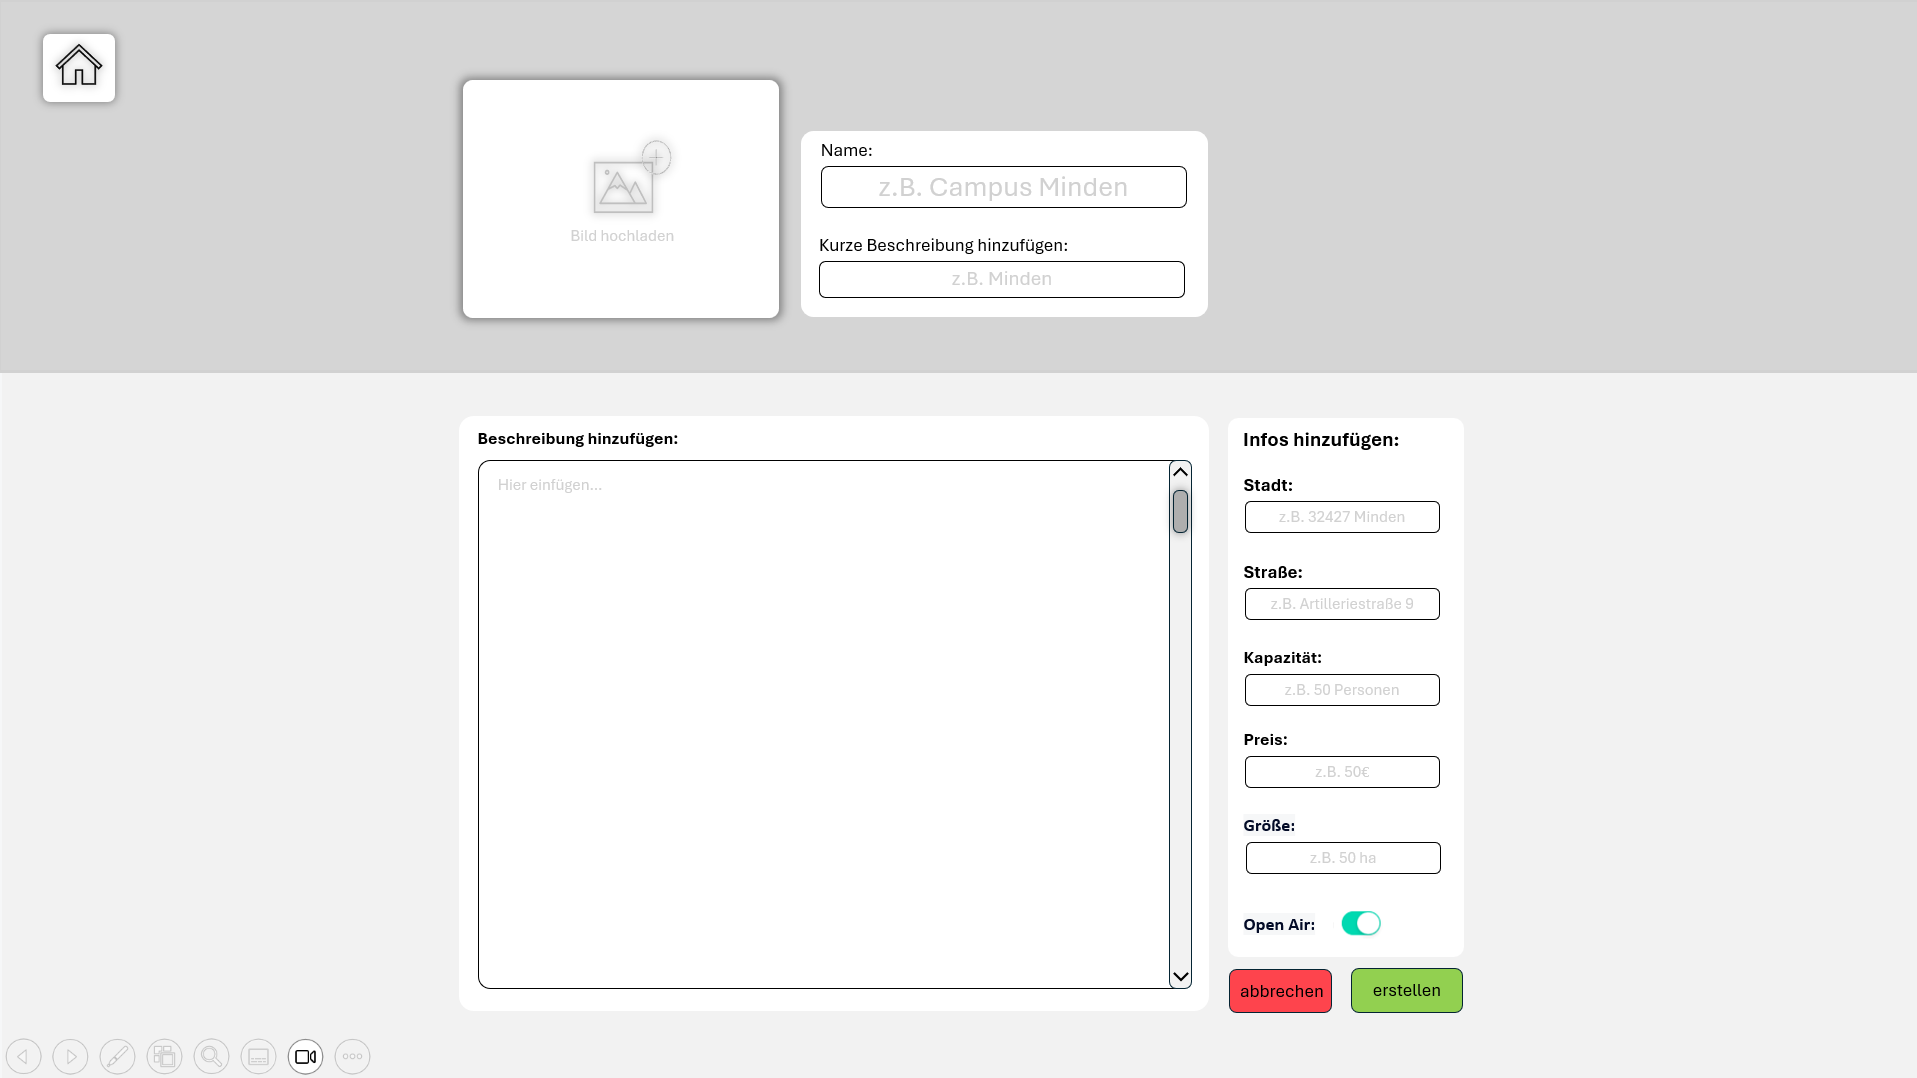 Bild hochladen
Name:
z.B. Campus Minden
Kurze Beschreibung hinzufügen:
z.B. Minden
Beschreibung hinzufügen:
Hier einfügen...
Infos hinzufügen:
Stadt:
z.B. 32427 Minden
Straße:
z.B. Artilleriestraße 9
Kapazität:
z.B. 50 Personen
Preis:
z.B. 50€
Größe:
z.B. 50 ha
Open Air:
abbrechen
erstellen